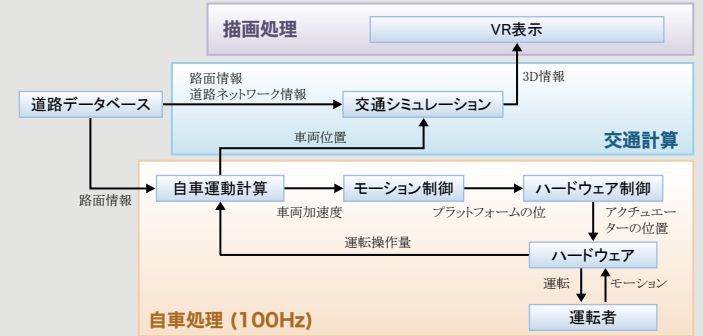 描画処理
VR表示
3D情報
路面情報
道路ネットワーク情報
道路データベース
交通シミュレーション
車両位置
交通計算
路面情報
自車運動計算
車両加速度
モーション制御
プラットフォームの位
ハードウェア制御
アクチュエー
ターの位置
運転操作量
ハードウェア
運転
モーション
運転者
自車処理 (100Hz)